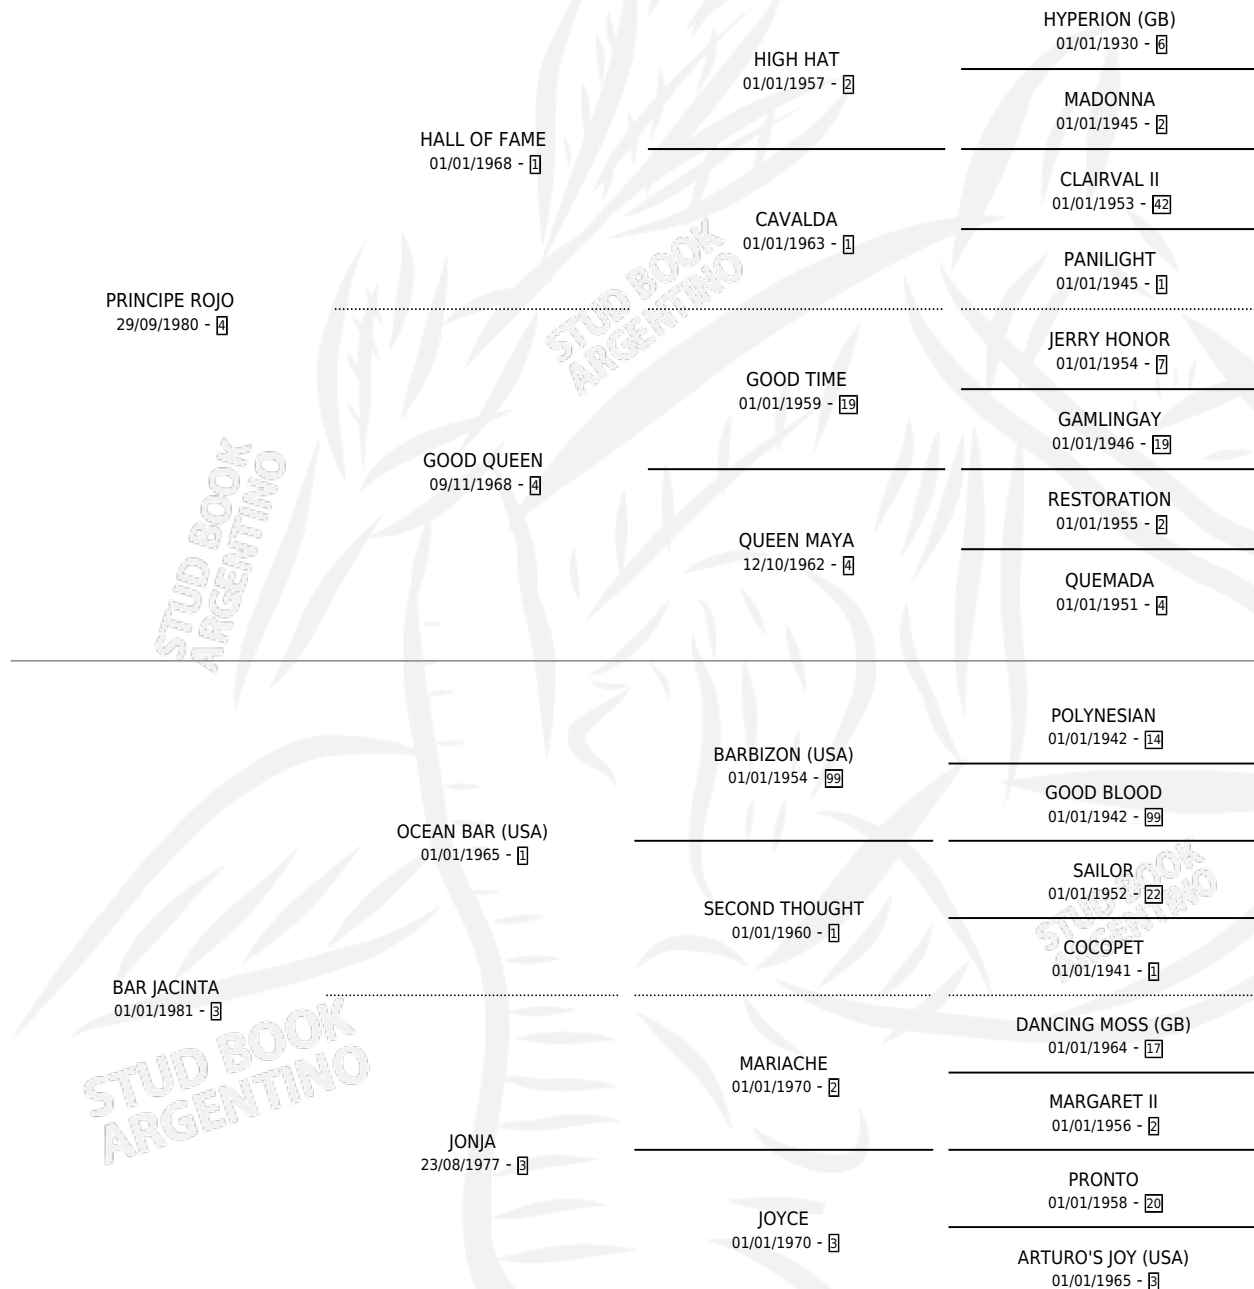 HYPERION (GB)
01/01/1930 - 6
HIGH HAT
01/01/1957 - 2
MADONNA
01/01/1945 - 2
HALL OF FAME
01/01/1968 - 1
CLAIRVAL II
01/01/1953 - 42
CAVALDA
01/01/1963 - 1
PANILIGHT
01/01/1945 - 1
PRINCIPE ROJO
29/09/1980 - 4
JERRY HONOR
01/01/1954 - 7
GOOD TIME
01/01/1959 - 19
GAMLINGAY
01/01/1946 - 19
GOOD QUEEN
09/11/1968 - 4
RESTORATION
01/01/1955 - 2
QUEEN MAYA
12/10/1962 - 4
QUEMADA
01/01/1951 - 4
POLYNESIAN
01/01/1942 - 14
BARBIZON (USA)
01/01/1954 - 99
GOOD BLOOD
01/01/1942 - 99
OCEAN BAR (USA)
01/01/1965 - 1
SAILOR
01/01/1952 - 22
SECOND THOUGHT
01/01/1960 - 1
COCOPET
01/01/1941 - 1
BAR JACINTA
01/01/1981 - 3
DANCING MOSS (GB)
01/01/1964 - 17
MARIACHE
01/01/1970 - 2
MARGARET II
01/01/1956 - 2
JONJA
23/08/1977 - 3
PRONTO
01/01/1958 - 20
JOYCE
01/01/1970 - 3
ARTURO'S JOY (USA)
01/01/1965 - 3
STUD BOOK
ARGENTINO
STUD BOOK
ARGENTINO
STUD BOOK
ARGENTINO
STUD BOOK
ARGENTINO